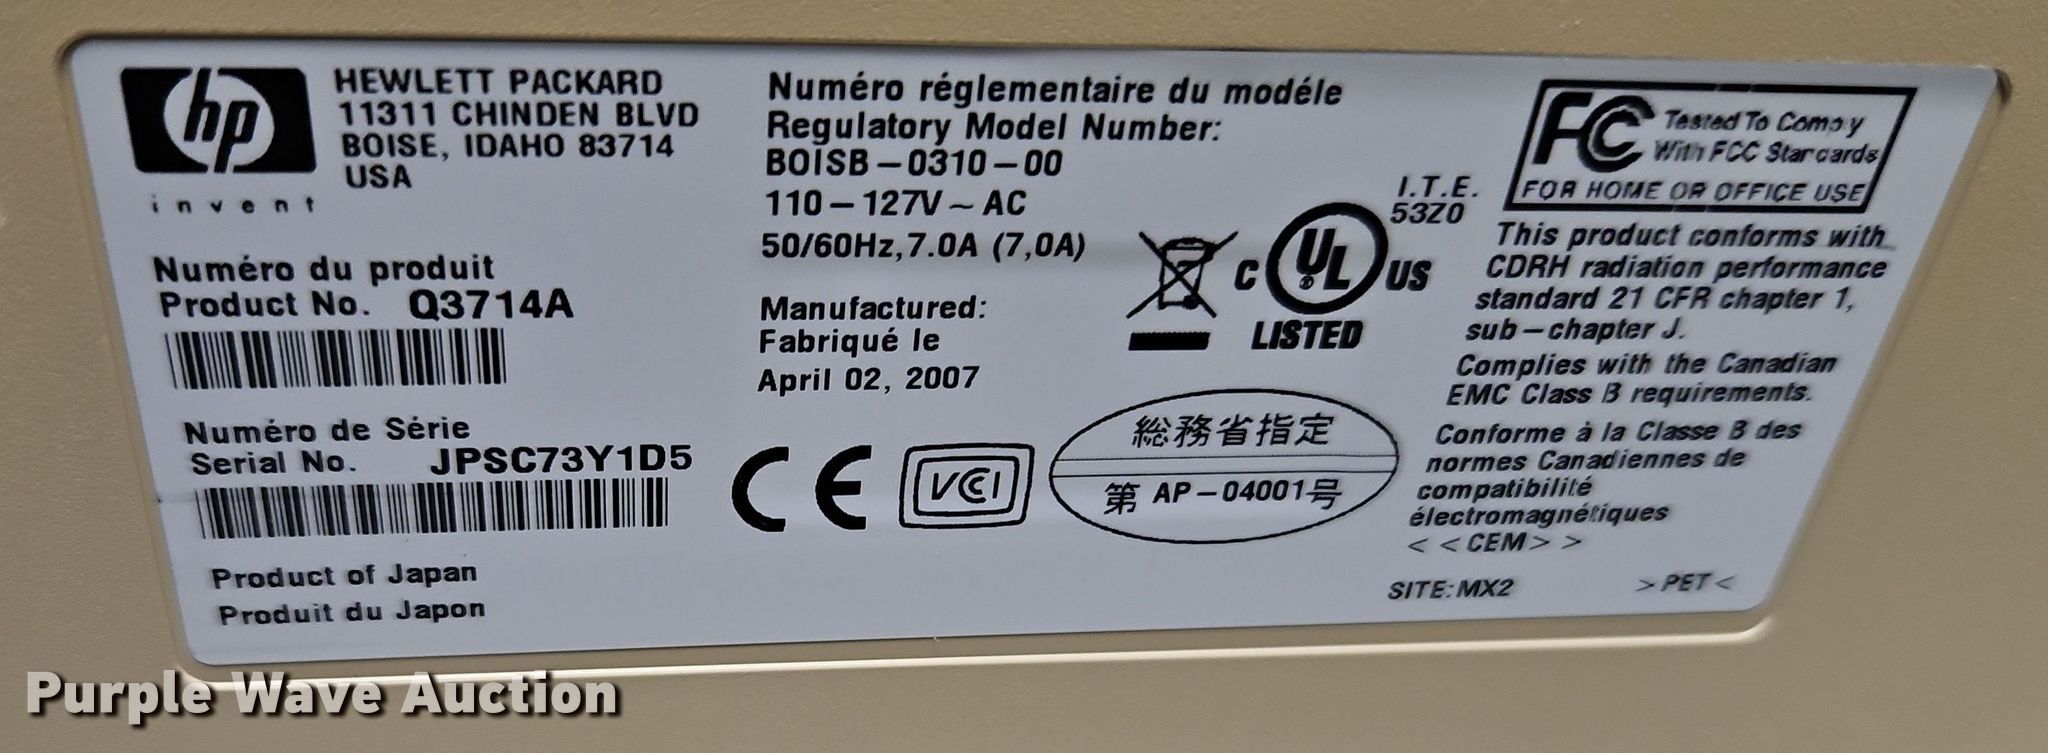 hp
invent
HEWLETT PACKARD
11311 CHINDEN BLVD
BOISE, IDAHO 83714
USA
Numéro du produit
Product No. Q3714A
Numéro de Série
Serial No. JPSC73Y1D5
Product of Japan
Produit du Japon
Numéro réglementaire du modéle
Regulatory Model Number:
BOISB-0310-00
110-127V~AC
50/60Hz,7.0A (7,0A)
Manufactured:
Fabriqué le
April 02, 2007
CE
VCCI
総務省指定
第 AP-04001号
I.T.E.
53Z0
C UL US
LISTED
FC Tested To Comply
With FCC Standards
FOR HOME OR OFFICE USE
This product conforms with
CDRH radiation performance
standard 21 CFR chapter 1,
sub-chapter J.
Complies with the Canadian
EMC Class B requirements.
Conforme à la Classe B des
normes Canadiennes de
compatibilité
électromagnétiques
<<CEM>>
SITE:MX2 >PET<
Purple Wave Auction